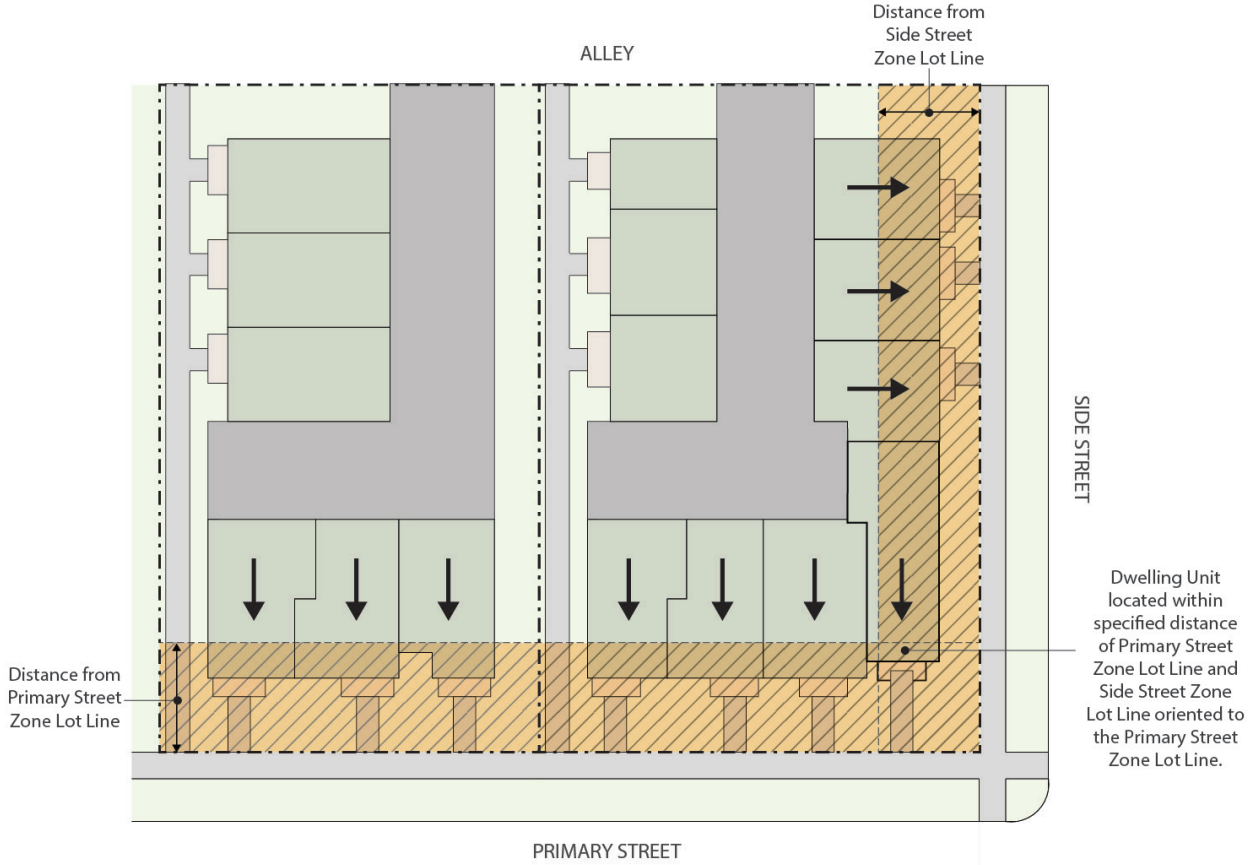 Distance from
Side Street
Zone Lot Line
ALLEY
SIDE STREET
Distance from
Primary Street
Zone Lot Line
Dwelling Unit
located within
specified distance
of Primary Street
Zone Lot Line and
Side Street Zone
Lot Line oriented to
the Primary Street
Zone Lot Line.
PRIMARY STREET